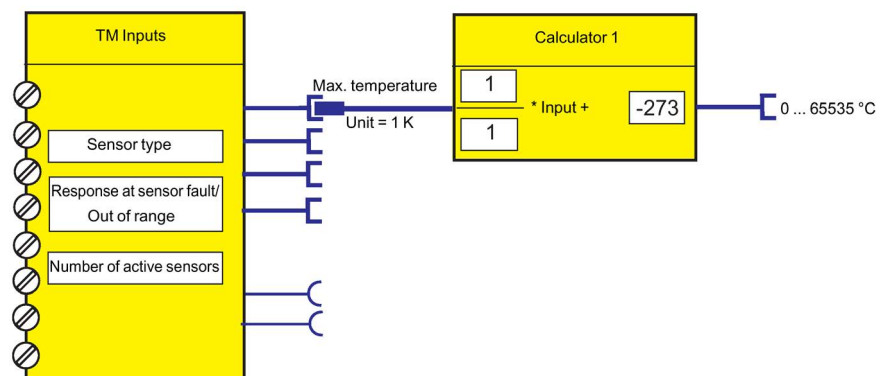 TM Inputs
Sensor type
Response at sensor fault/
Out of range
Number of active sensors
Max. temperature
Unit = 1 K
Calculator 1
1
1
* Input +
-273
0 ... 65535 °C